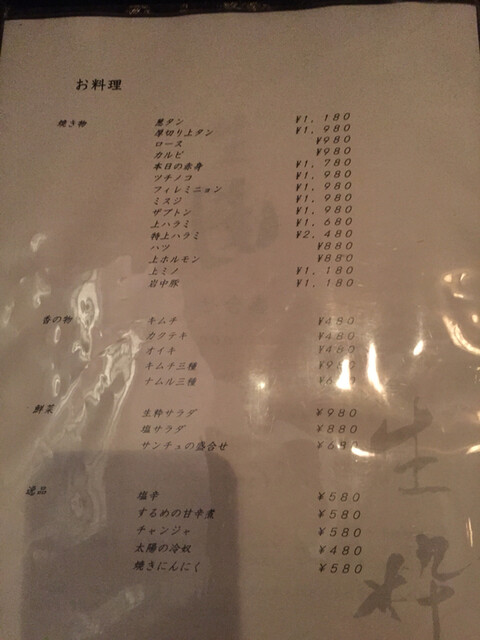 お料理
焼き物 黒タン ¥1,180
厚切り上タン ¥1,980
ロース ¥980
カルビ ¥980
本日の赤身 ¥1,780
ツチノコ ¥1,980
フィレミニョン ¥1,980
ミスジ ¥1,980
ザブトン ¥1,980
上ハラミ ¥1,680
特上ハラミ ¥2,480
ハツ ¥880
上ホルモン ¥880
上ミノ ¥1,180
岩中豚 ¥1,180
香の物 キムチ ¥480
カクテキ ¥480
オイキ ¥480
キムチ三種 ¥980
ナムル三種
鮮菜 生粋サラダ ¥980
塩サラダ ¥880
サンチュの盛合せ ¥680
逸品 塩辛 ¥580
するめの甘辛煮 ¥580
チャンジャ ¥580
太陽の冷奴 ¥480
焼きにんにく ¥580
生粋